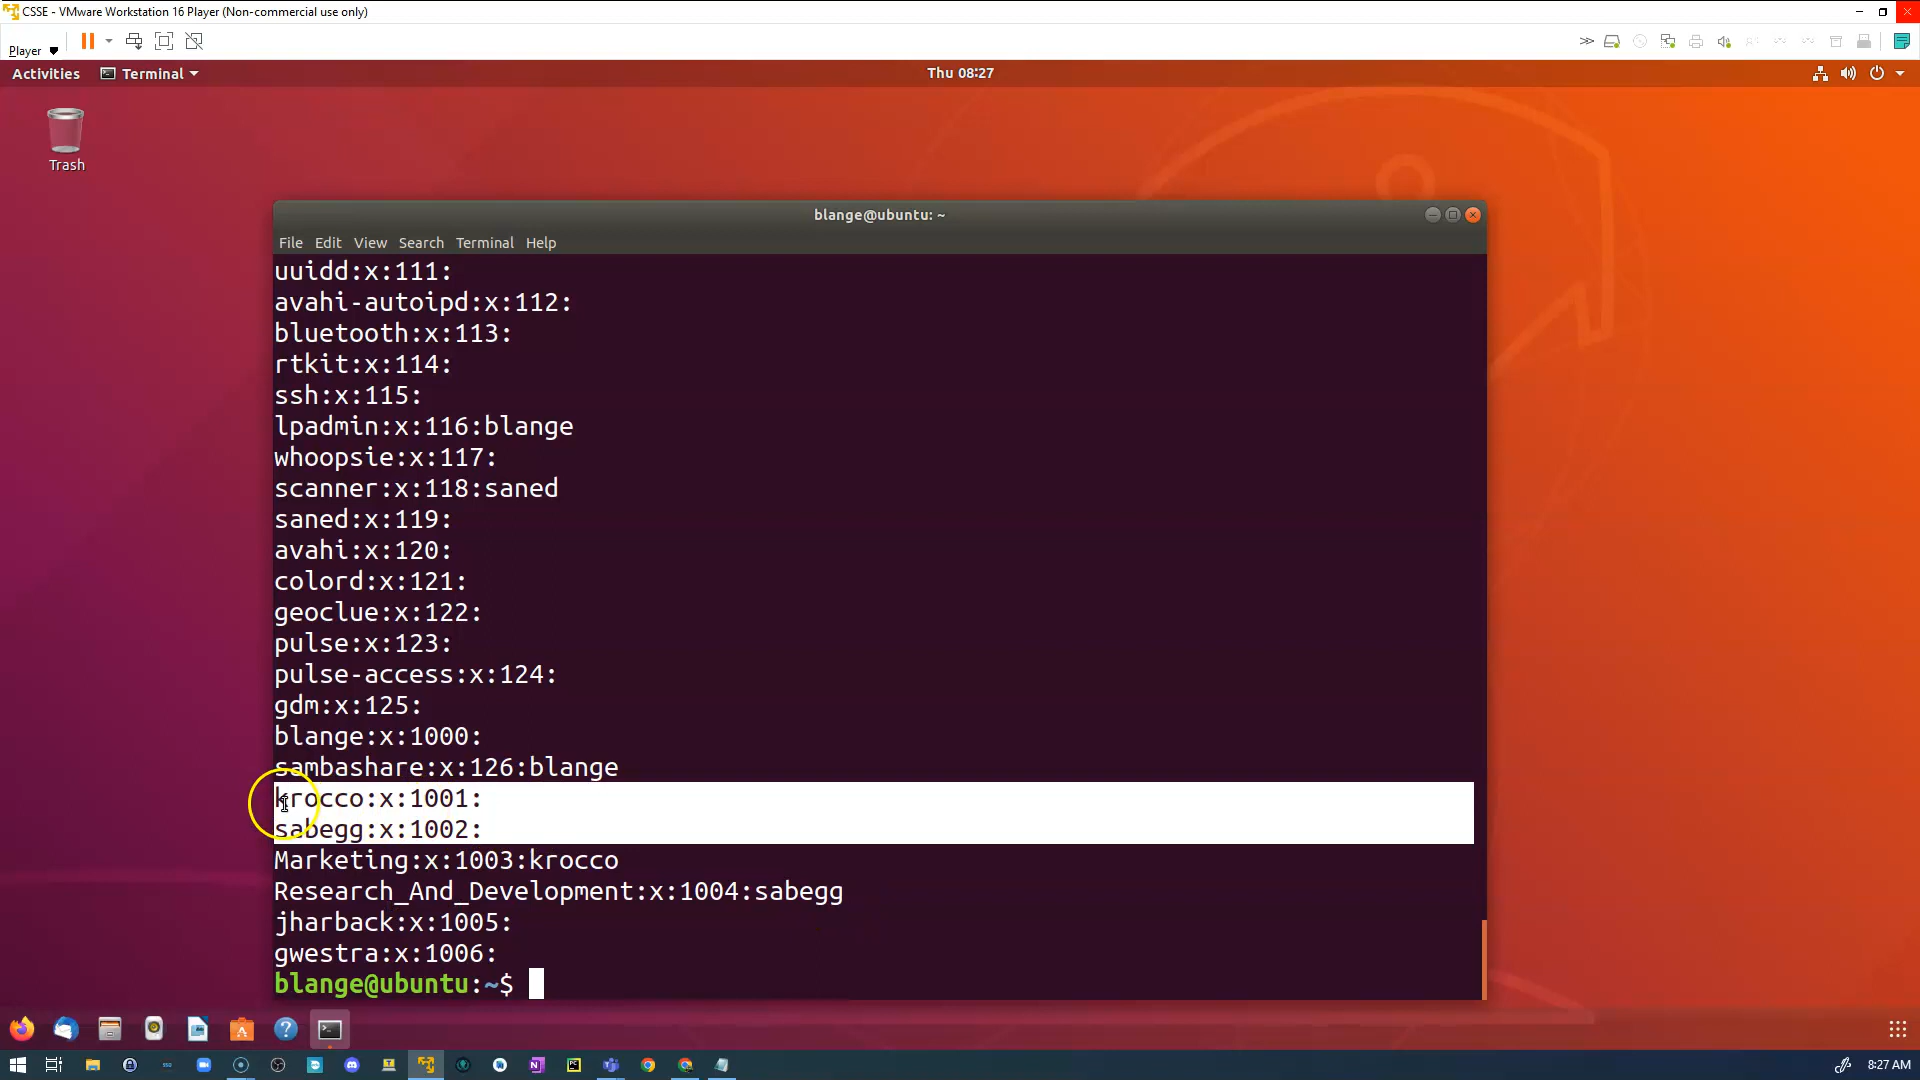 CSSE - VMware Workstation 16 Player (Non-commercial use only)
Player
Activities
Terminal
Thu 08:27
Trash
blange@ubuntu: ~
File Edit View Search Terminal Help
uuidd:x:111:
avahi-autoipd:x:112:
bluetooth:x:113:
rtkit:x:114:
ssh:x:115:
lpadmin:x:116:blange
whoopsie:x:117:
scanner:x:118:saned
saned:x:119:
avahi:x:120:
colord:x:121:
geoclue:x:122:
pulse:x:123:
pulse-access:x:124:
gdm:x:125:
blange:x:1000:
sambashare:x:126:blange
krocco:x:1001:
sabegg:x:1002:
Marketing:x:1003:krocco
Research_And_Development:x:1004:sabegg
jharback:x:1005:
gwestra:x:1006:
blange@ubuntu:~$
8:27 AM